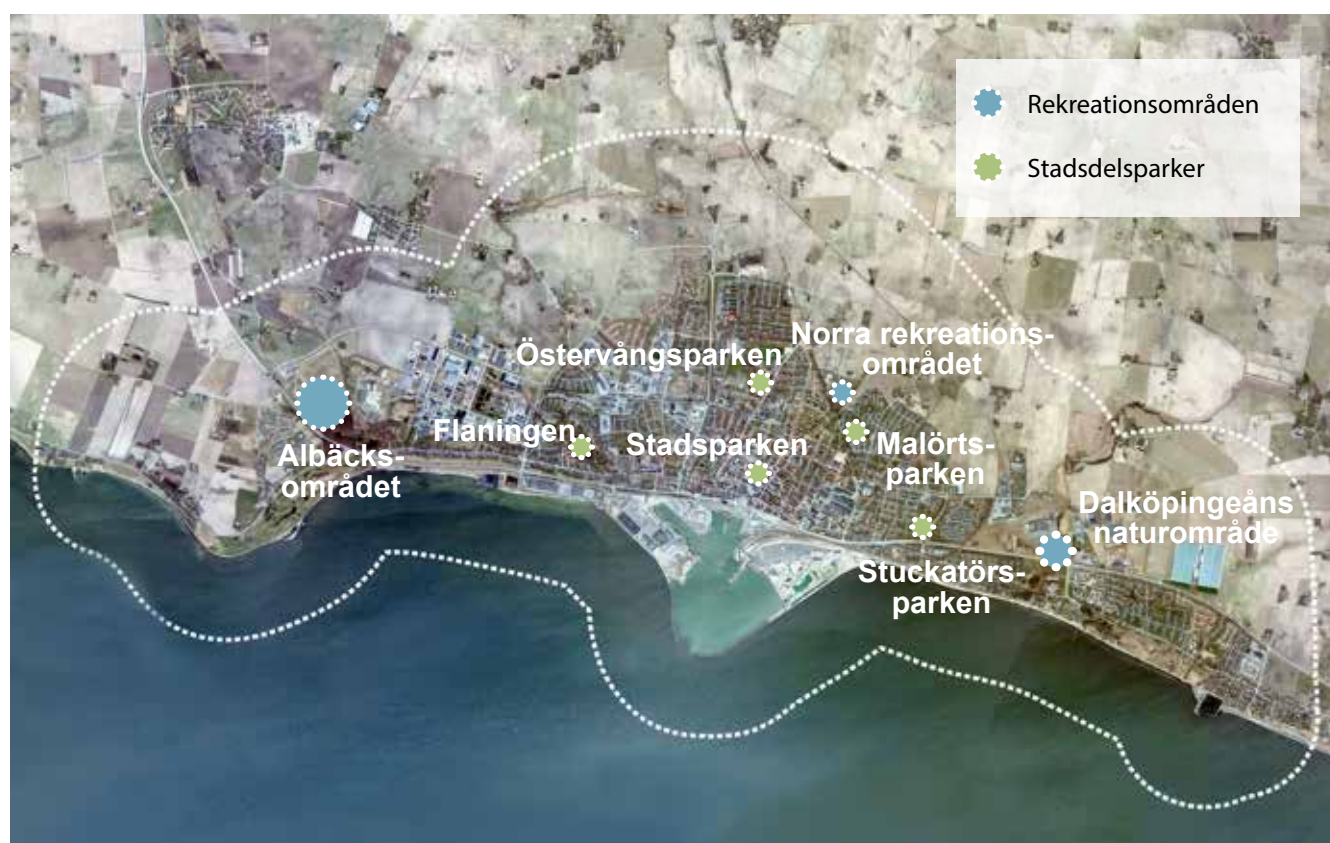 Rekreationsområden
Stadsdelsparker
Norra rekreations-
området
Östervångsparken
Flaningen
Stadsparken
Malörts-
parken
Albäcks-
området
Dalköpingeåns
naturområde
Stuckatörs-
parken